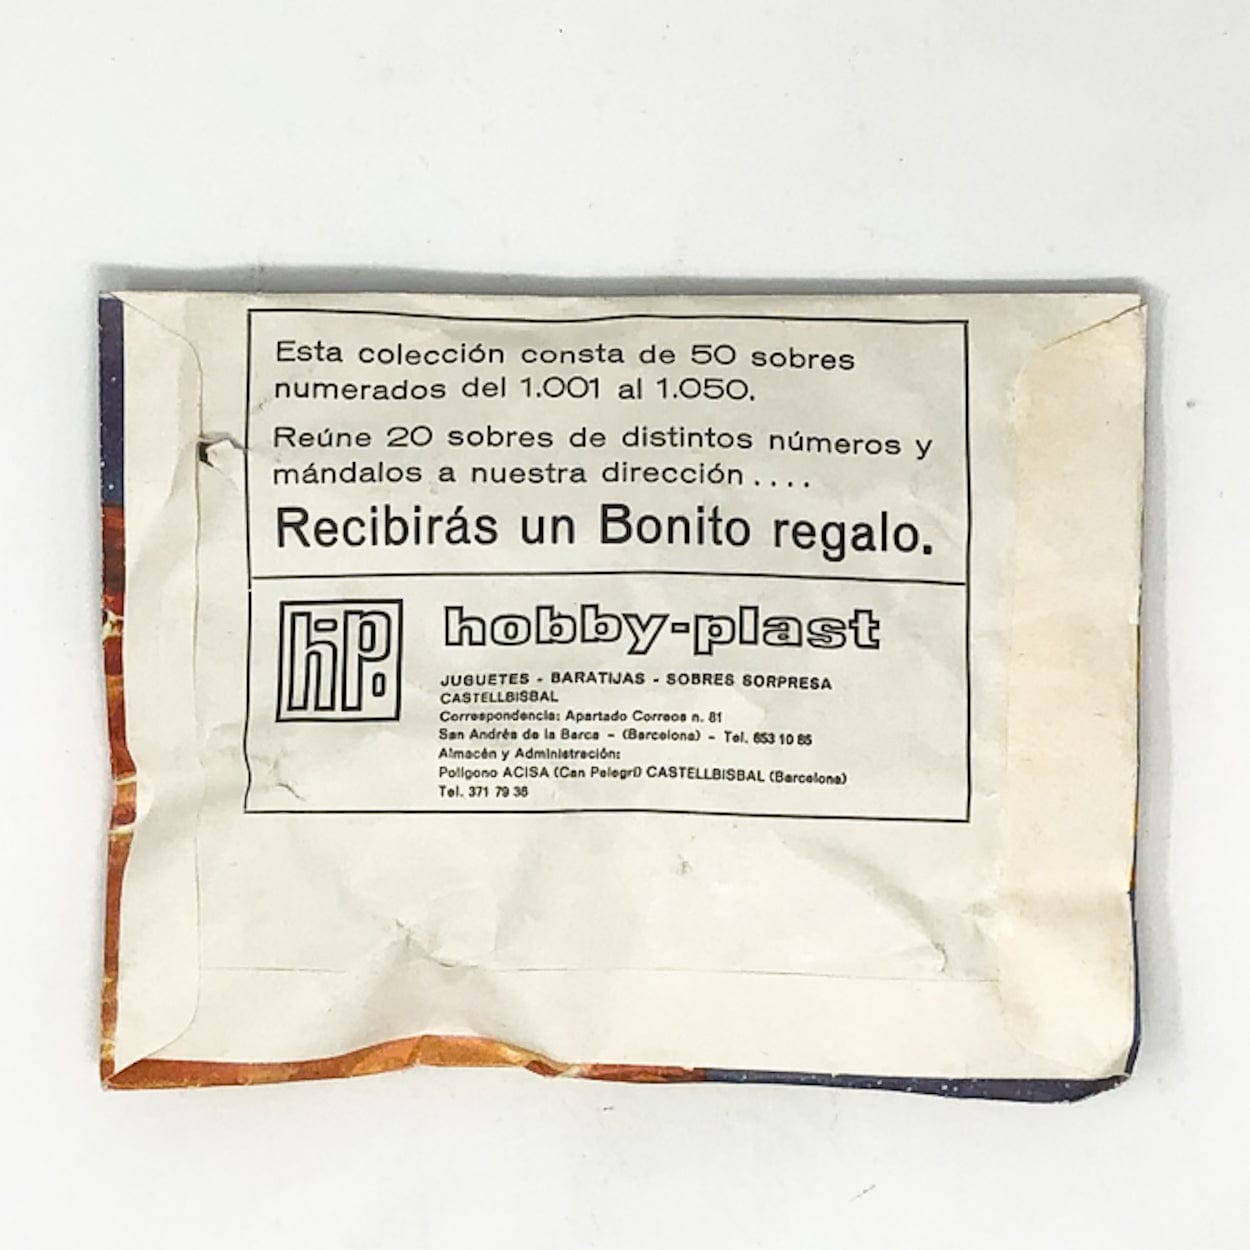 Esta colección consta de 50 sobres
numerados del 1.001 al 1.050.
Reúne 20 sobres de distintos números y
mándalos a nuestra dirección ....
Recibirás un Bonito regalo.
hp
hobby-plast
JUGUETES - BARATIJAS - SOBRES SORPRESA
CASTELLBISBAL
Correspondencia: Apartado Correos n. 81
San Andrés de la Barca - (Barcelona) - Tel. 653 10 85
Almacén y Administración:
Polígono ACISA (Can Pelegrí) CASTELLBISBAL (Barcelona)
Tel. 371 79 36